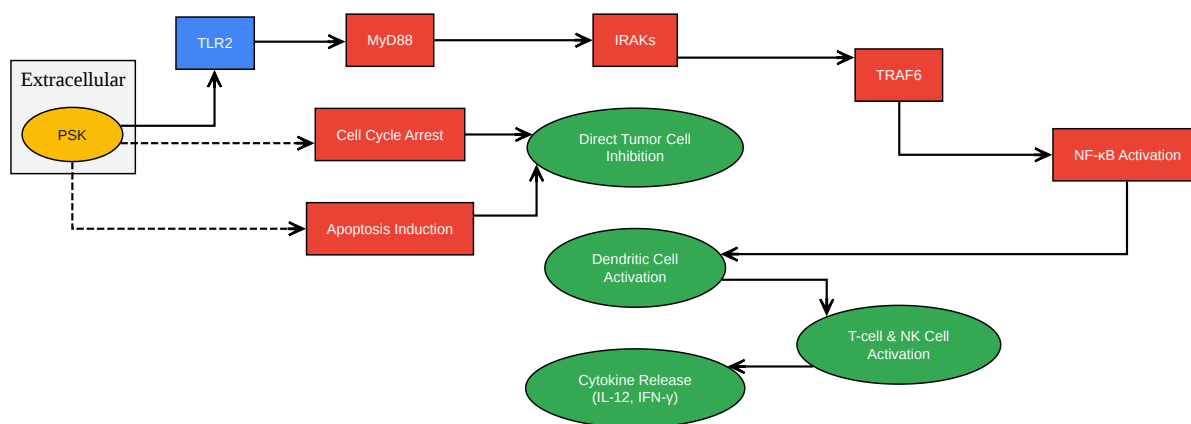 TLR2
MyD88
IRAKs
TRAF6
Extracellular
PSK
Cell Cycle Arrest
Direct Tumor Cell
Inhibition
NF-κB Activation
Apoptosis Induction
Dendritic Cell
Activation
T-cell & NK Cell
Activation
Cytokine Release
(IL-12, IFN-γ)